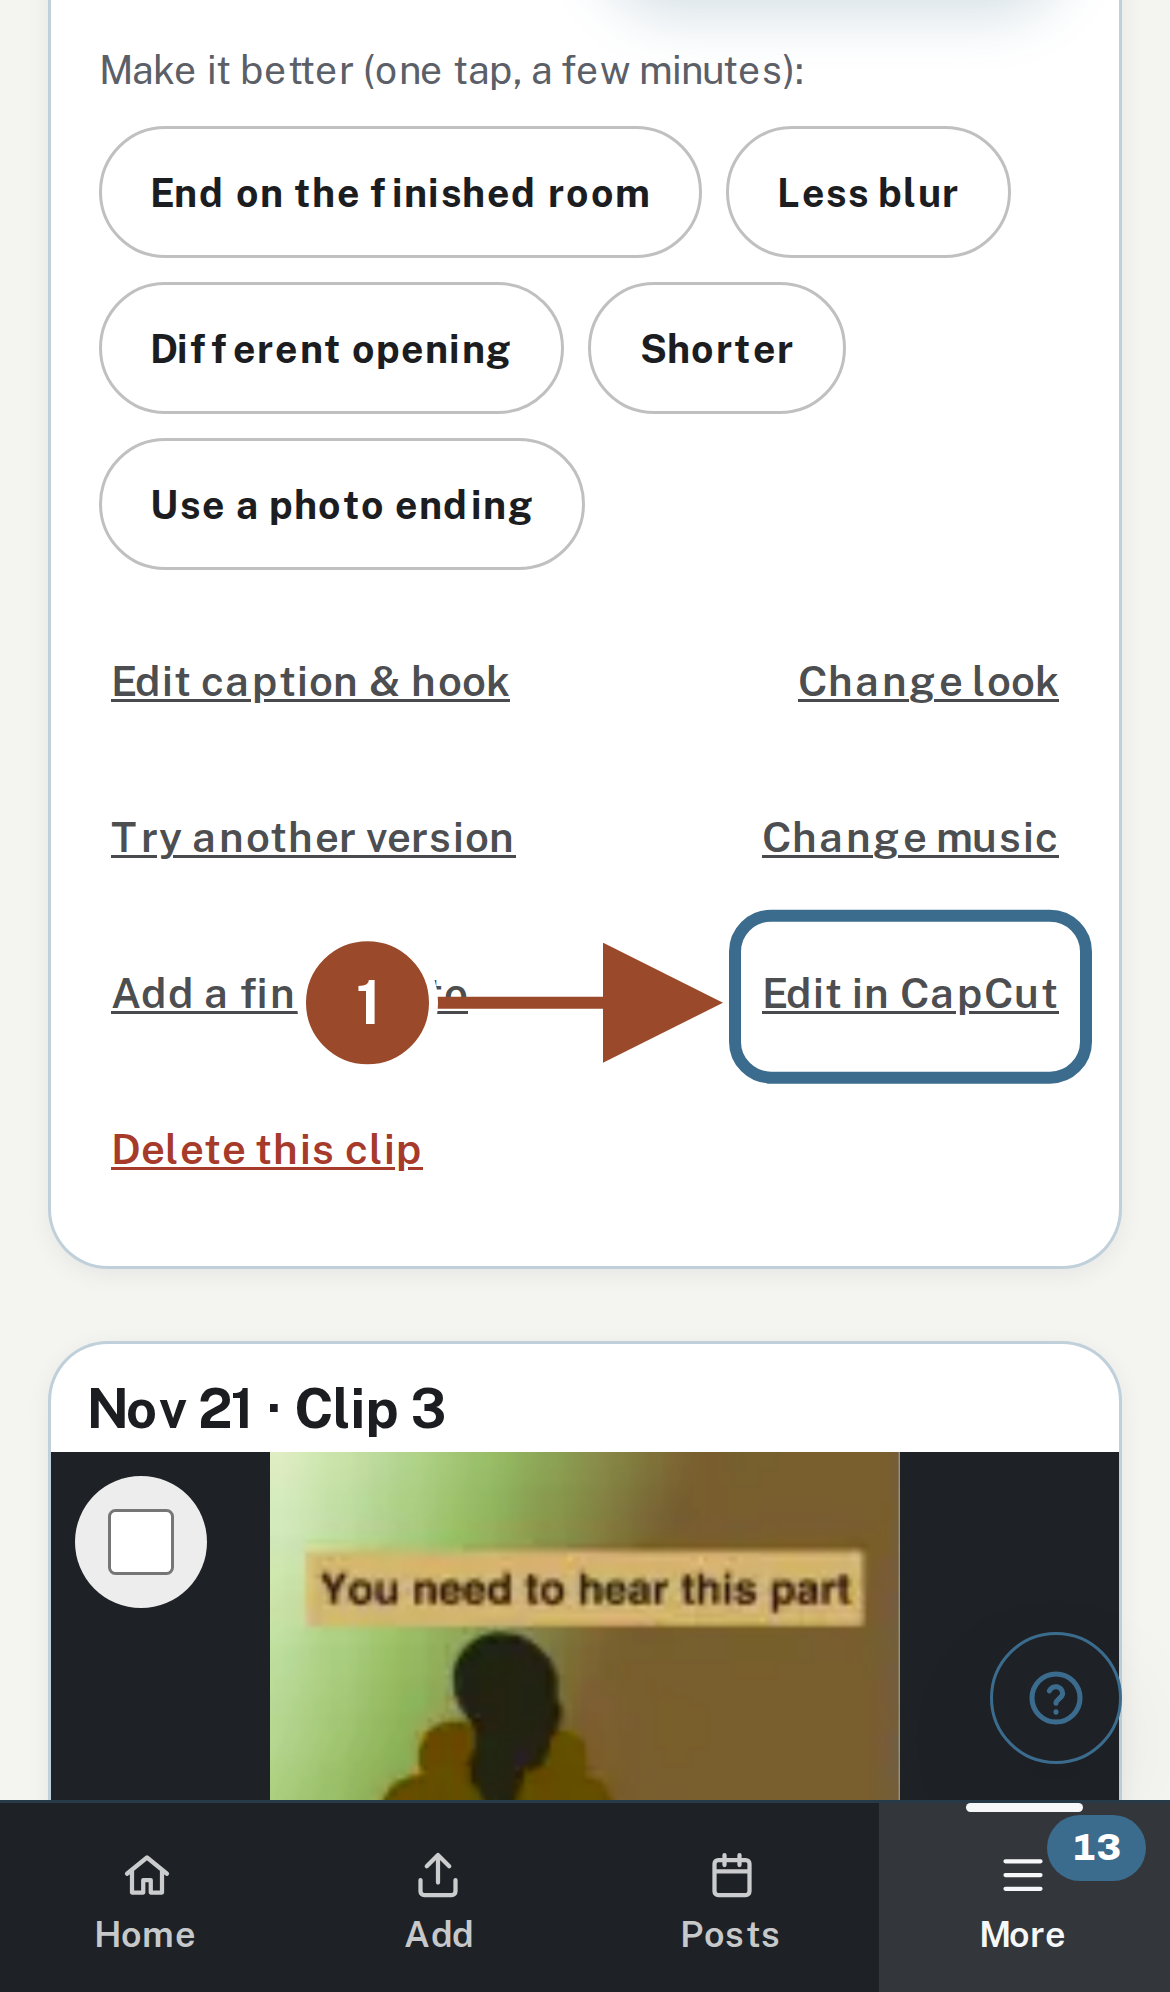 Make it better (one tap, a few minutes):
End on the finished room
Less blur
Different opening
Shorter
Use a photo ending
Edit caption & hook
Change look
Try another version
Change music
Add a fin
1
to
Edit in CapCut
Delete this clip
Nov 21 · Clip 3
You need to hear this part
13
Home
Add
Posts
More